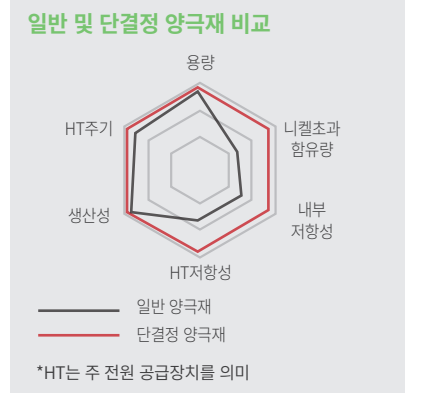 일반 및 단결정 양극재 비교
용량
HT주기
니켈초과
함유량
생산성
내부
저항성
HT저항성
일반 양극재
단결정 양극재
*HT는 주 전원 공급장치를 의미